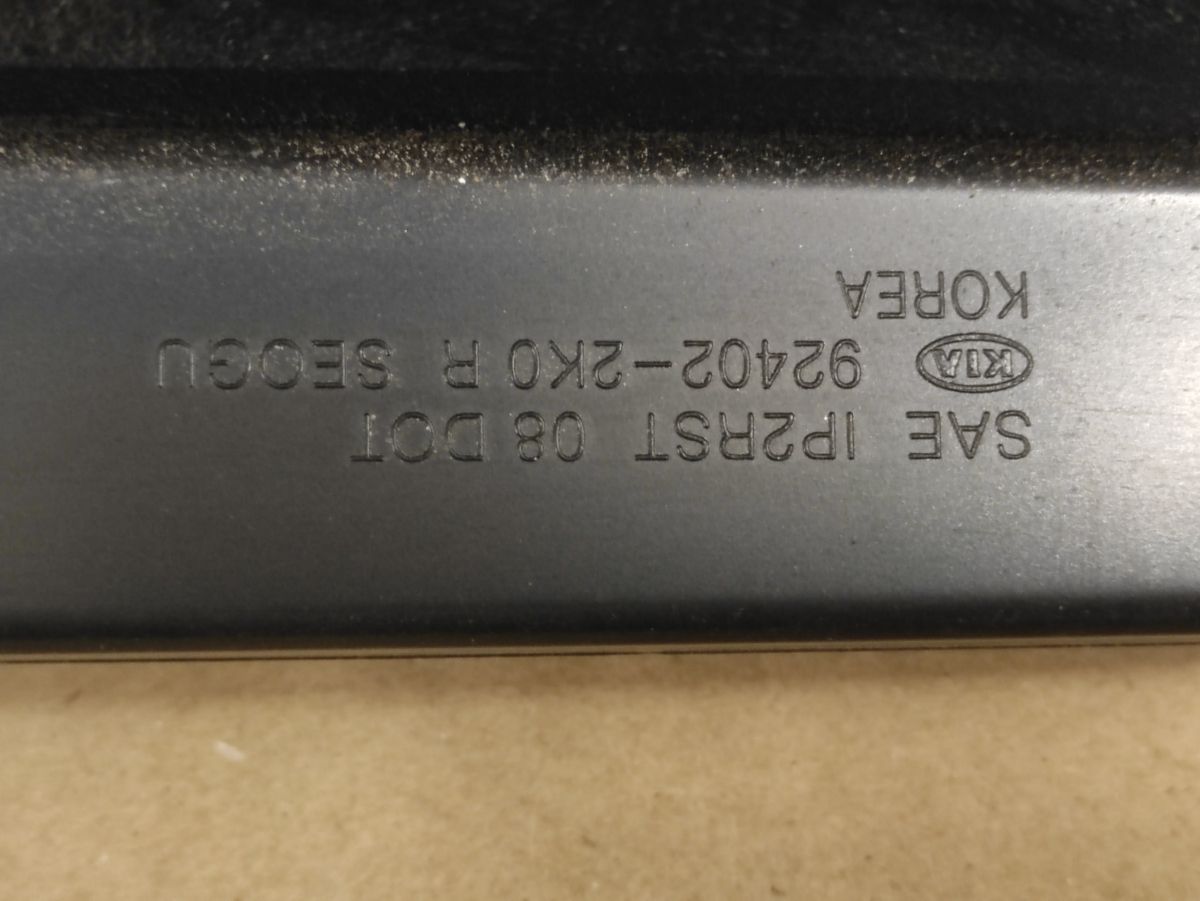 SAE IP2RST 08 DOT
KIA 92402-2K0 R SEOGU
KOREA